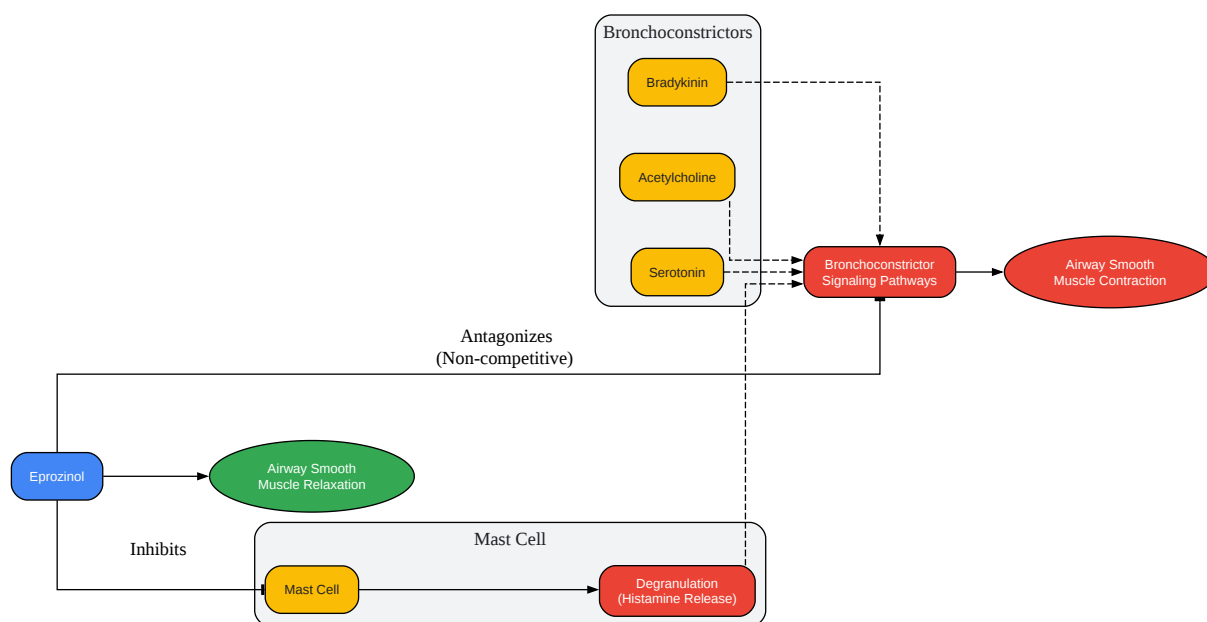 Bronchoconstrictors
Bradykinin
Acetylcholine
Serotonin
Bronchoconstrictor
Signaling Pathways
Airway Smooth
Muscle Contraction
Antagonizes
(Non-competitive)
Eprozinol
Airway Smooth
Muscle Relaxation
Inhibits
Mast Cell
Mast Cell
Degranulation
(Histamine Release)